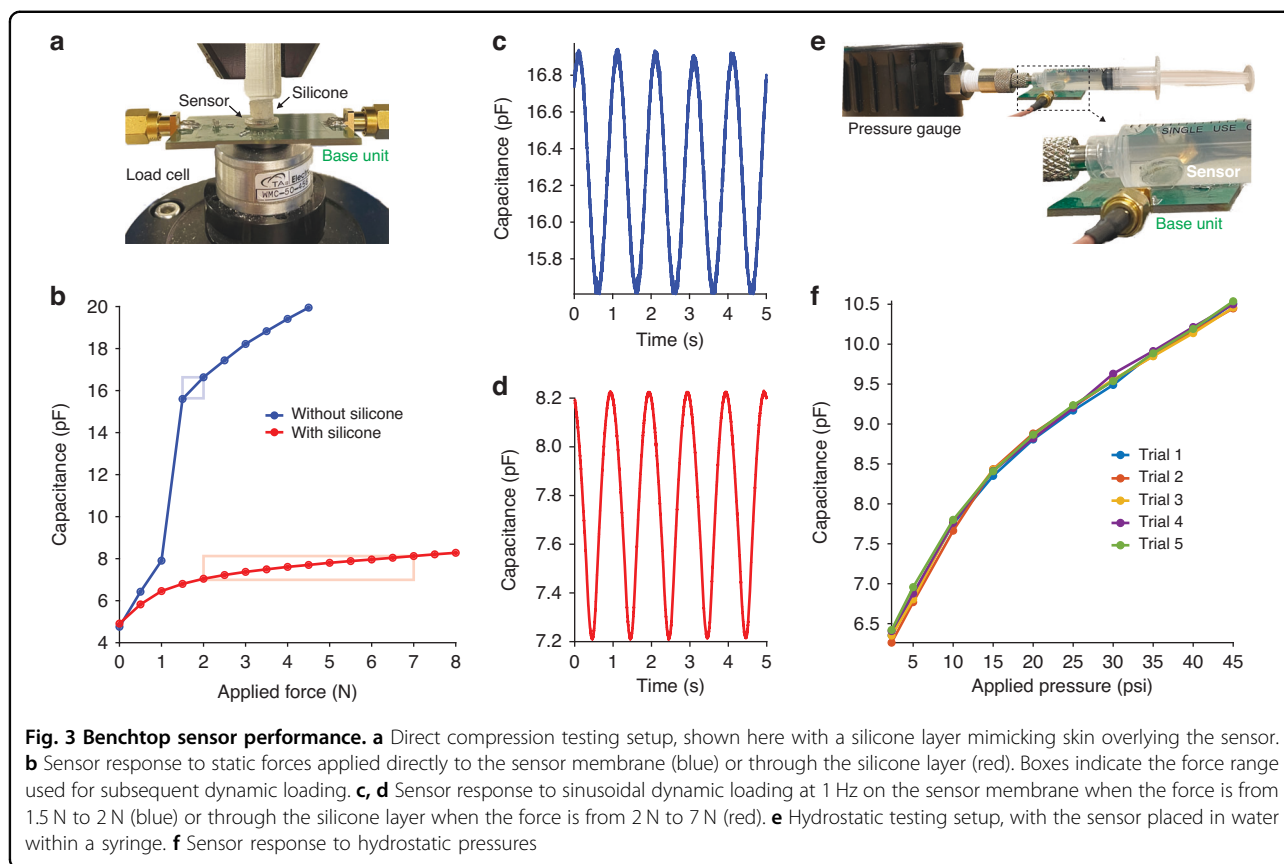 a
Sensor
Silicone
Base unit
Load cell
TA Electr
WMC-50-45
b
20
18
16
14
12
10
8
6
4
Capacitance (pF)
Without silicone
With silicone
0 1 2 3 4 5 6 7 8
Applied force (N)
c
16.8
16.6
16.4
16.2
16.0
15.8
Capacitance (pF)
0 1 2 3 4 5
Time (s)
d
8.2
8.0
7.8
7.6
7.4
7.2
Capacitance (pF)
0 1 2 3 4 5
Time (s)
e
Pressure gauge
SINGLE USE O
Sensor
Base unit
f
10.5
10.0
9.5
9.0
8.5
8.0
7.5
7.0
6.5
Capacitance (pF)
Trial 1
Trial 2
Trial 3
Trial 4
Trial 5
5 10 15 20 25 30 35 40 45
Applied pressure (psi)
Fig. 3 Benchtop sensor performance. a Direct compression testing setup, shown here with a silicone layer mimicking skin overlying the sensor.
b Sensor response to static forces applied directly to the sensor membrane (blue) or through the silicone layer (red). Boxes indicate the force range
used for subsequent dynamic loading. c, d Sensor response to sinusoidal dynamic loading at 1 Hz on the sensor membrane when the force is from
1.5 N to 2 N (blue) or through the silicone layer when the force is from 2 N to 7 N (red). e Hydrostatic testing setup, with the sensor placed in water
within a syringe. f Sensor response to hydrostatic pressures